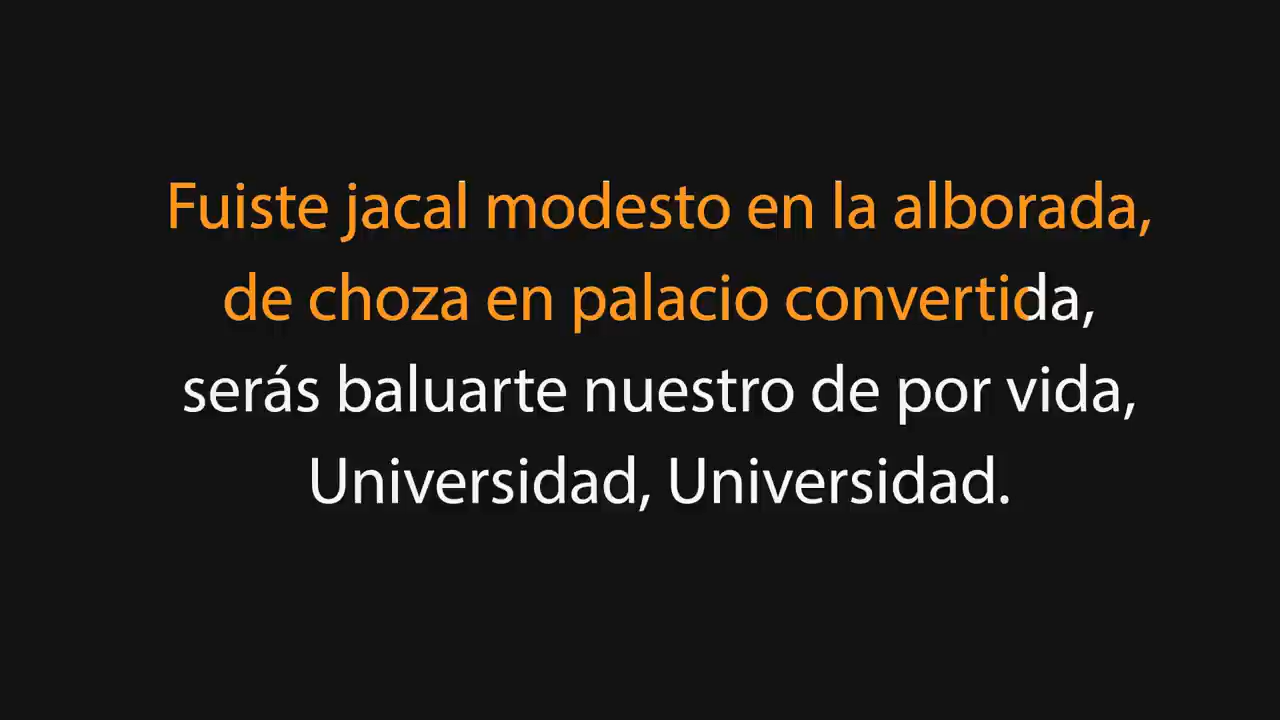 Fuiste jacal modesto en la alborada,
de choza en palacio convertida,
serás baluarte nuestro de por vida,
Universidad, Universidad.